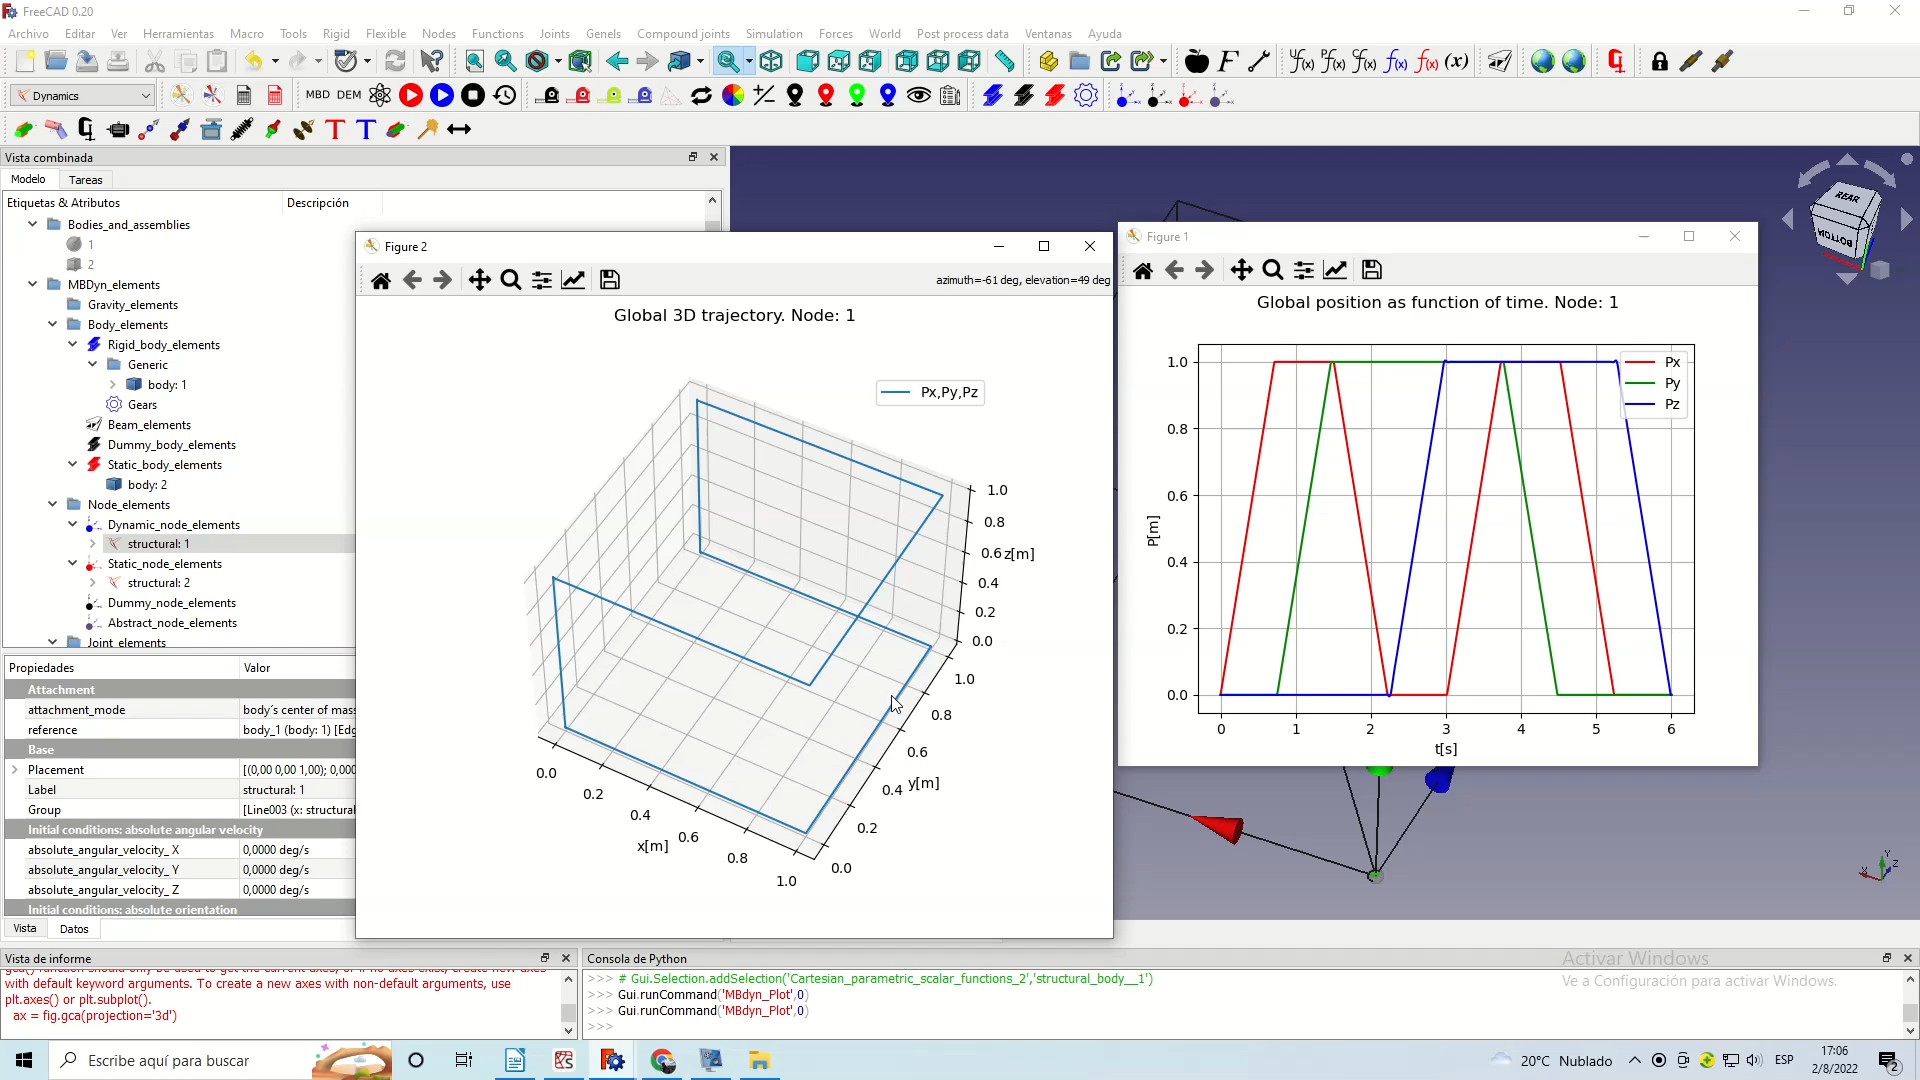 FreeCAD 0.20
Archivo Editar Ver Herramientas Macro Tools Rigid Flexible Nodes Functions Joints Genels Compound joints Simulation Forces World Post process data Ventanas Ayuda
Dynamics
MBD DEM
Vista combinada
Modelo Tareas
Etiquetas & Atributos Descripción
Bodies_and_assemblies
1
2
MBDyn_elements
Gravity_elements
Body_elements
Rigid_body_elements
Generic
body: 1
Gears
Beam_elements
Dummy_body_elements
Static_body_elements
body: 2
Node_elements
Dynamic_node_elements
structural: 1
Static_node_elements
structural: 2
Dummy_node_elements
Abstract_node_elements
Joint_elements
Propiedades Valor
Attachment
attachment_mode body´s center of mass
reference body_1 (body: 1) [Edg
Base
Placement [(0,00 0,00 1,00); 0,000
Label structural: 1
Group [Line003 (x: structural
Initial conditions: absolute angular velocity
absolute_angular_velocity_ X 0,0000 deg/s
absolute_angular_velocity_ Y 0,0000 deg/s
absolute_angular_velocity_ Z 0,0000 deg/s
Initial conditions: absolute orientation
Vista Datos
Figure 2
azimuth=-61 deg, elevation=49 deg
Global 3D trajectory. Node: 1
Px,Py,Pz
1.0
0.8
0.6 z[m]
0.4
0.2
0.0
1.0
0.8
0.6
0.4 y[m]
0.2
0.0
0.0
0.2
0.4
x[m] 0.6
0.8
1.0
Figure 1
Global position as function of time. Node: 1
Px
Py
Pz
1.0
0.8
0.6
P[m]
0.4
0.2
0.0
0 1 2 3 4 5 6
t[s]
REAR
BOTTOM
Y
Z
X
Vista de informe
with default keyword arguments. To create a new axes with non-default arguments, use
plt.axes() or plt.subplot().
ax = fig.gca(projection='3d')
Consola de Python
>>> # Gui.Selection.addSelection('Cartesian_parametric_scalar_functions_2','structural_body__1')
>>> Gui.runCommand('MBdyn_Plot',0)
>>> Gui.runCommand('MBdyn_Plot',0)
>>>
Activar Windows
Ve a Configuración para activar Windows.
Escribe aquí para buscar
20°C Nublado
ESP
17:06
2/8/2022
2